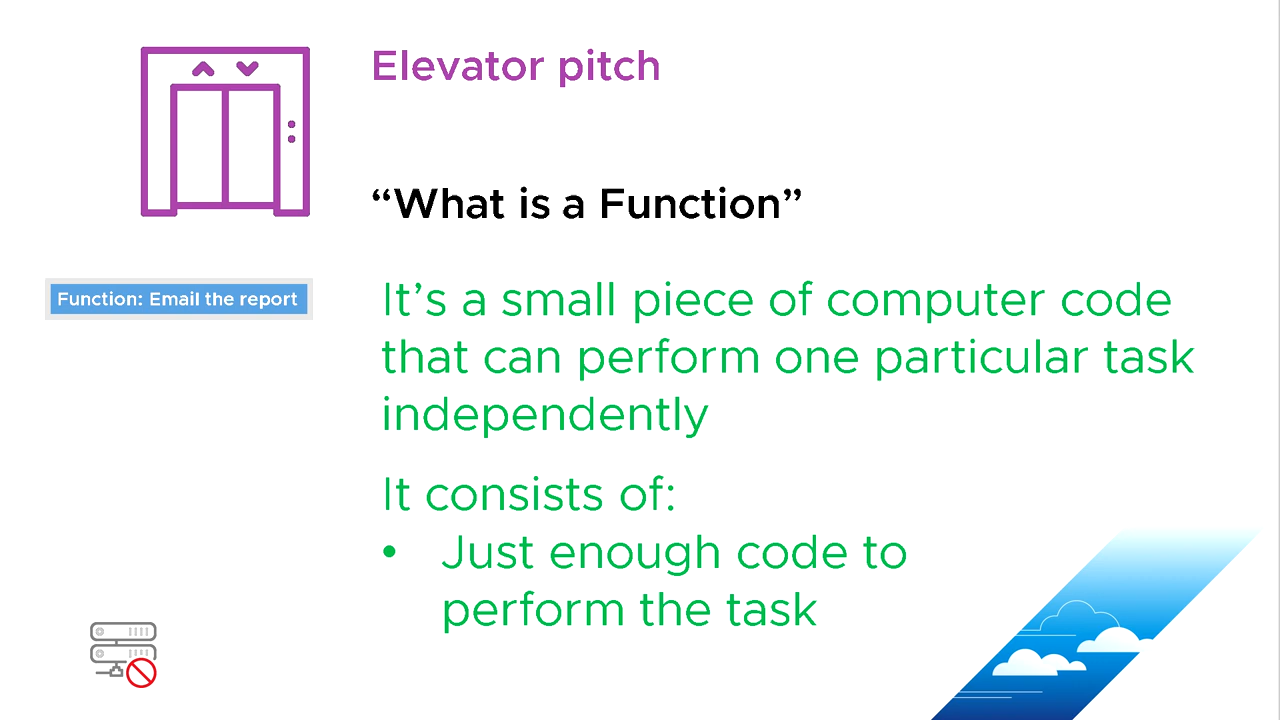 Elevator pitch
“What is a Function”
Function: Email the report
It’s a small piece of computer code
that can perform one particular task
independently
It consists of:
• Just enough code to
perform the task